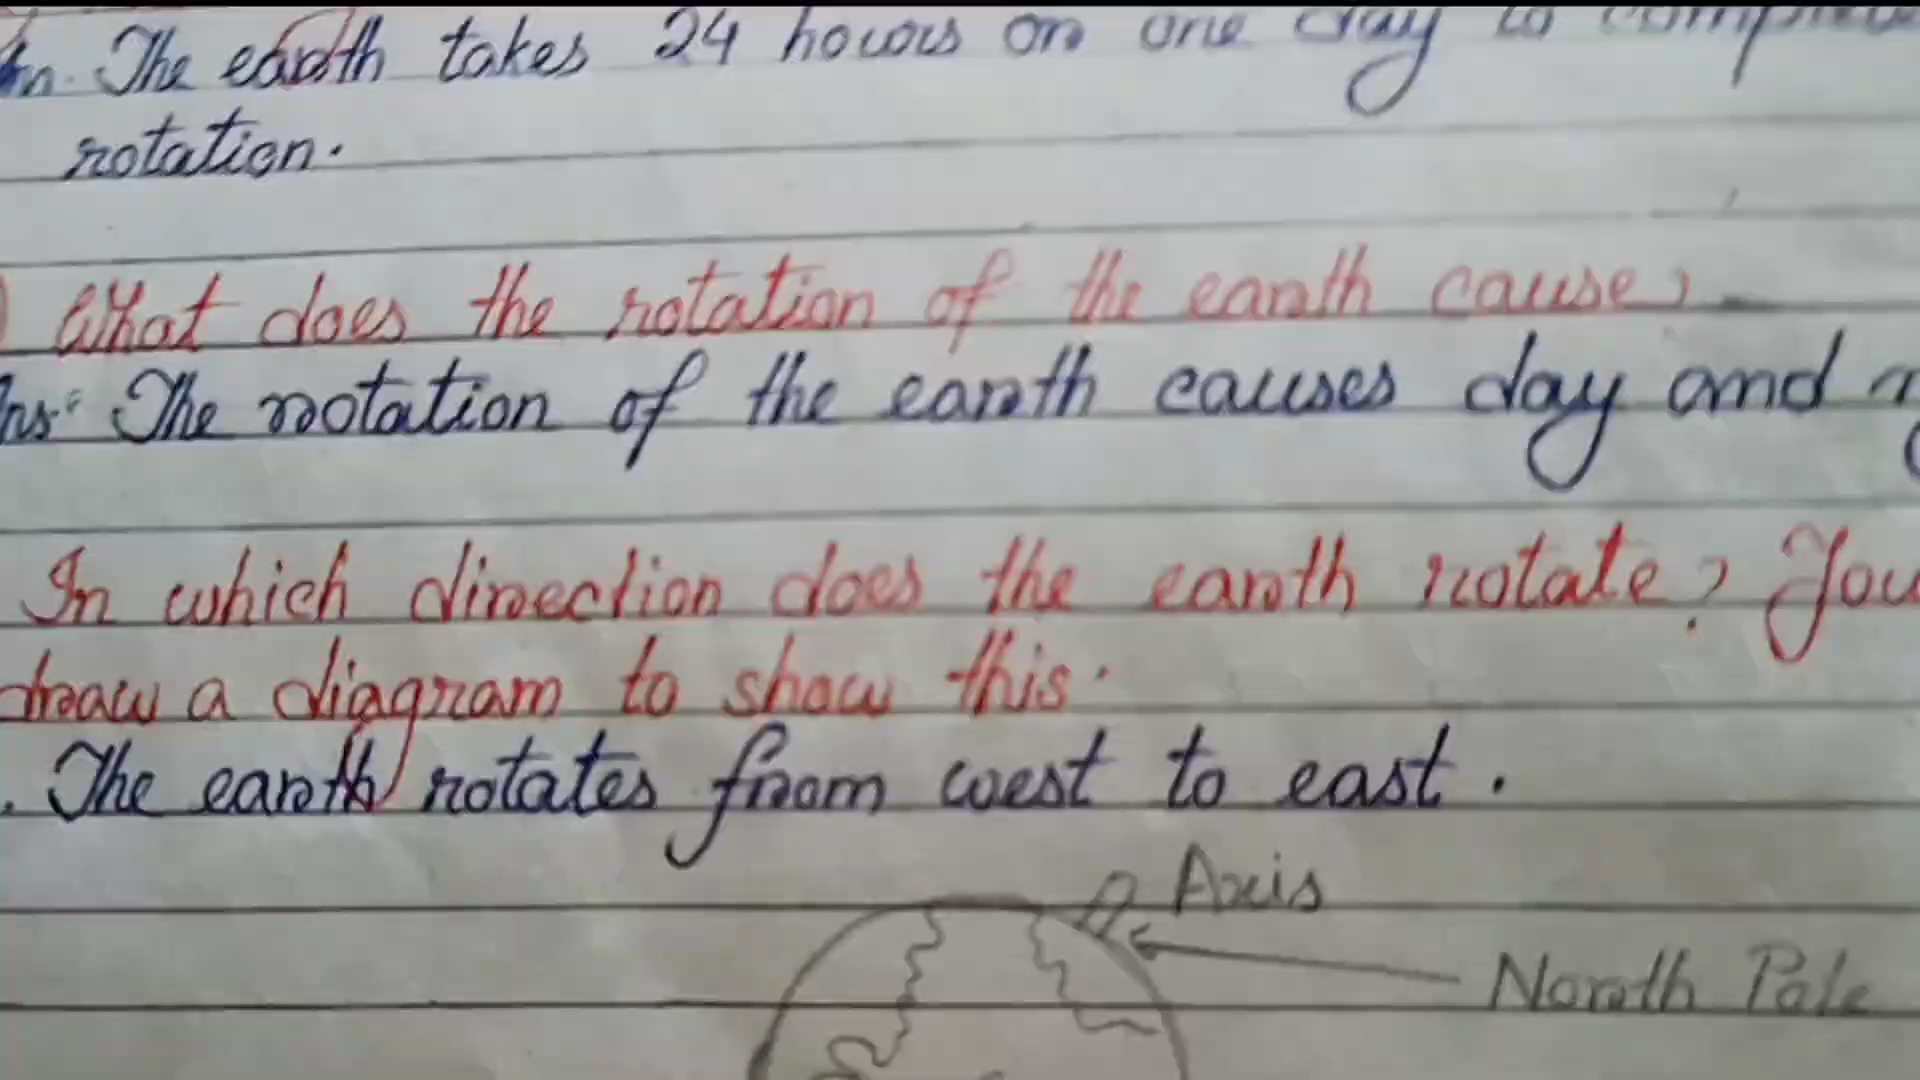 The earth takes 24 hours or one day to complete
rotation.
What does the rotation of the earth cause?
Ans. The rotation of the earth causes day and
In which direction does the earth rotate? You
draw a diagram to show this.
The earth rotates from west to east.
Axis
North Pole